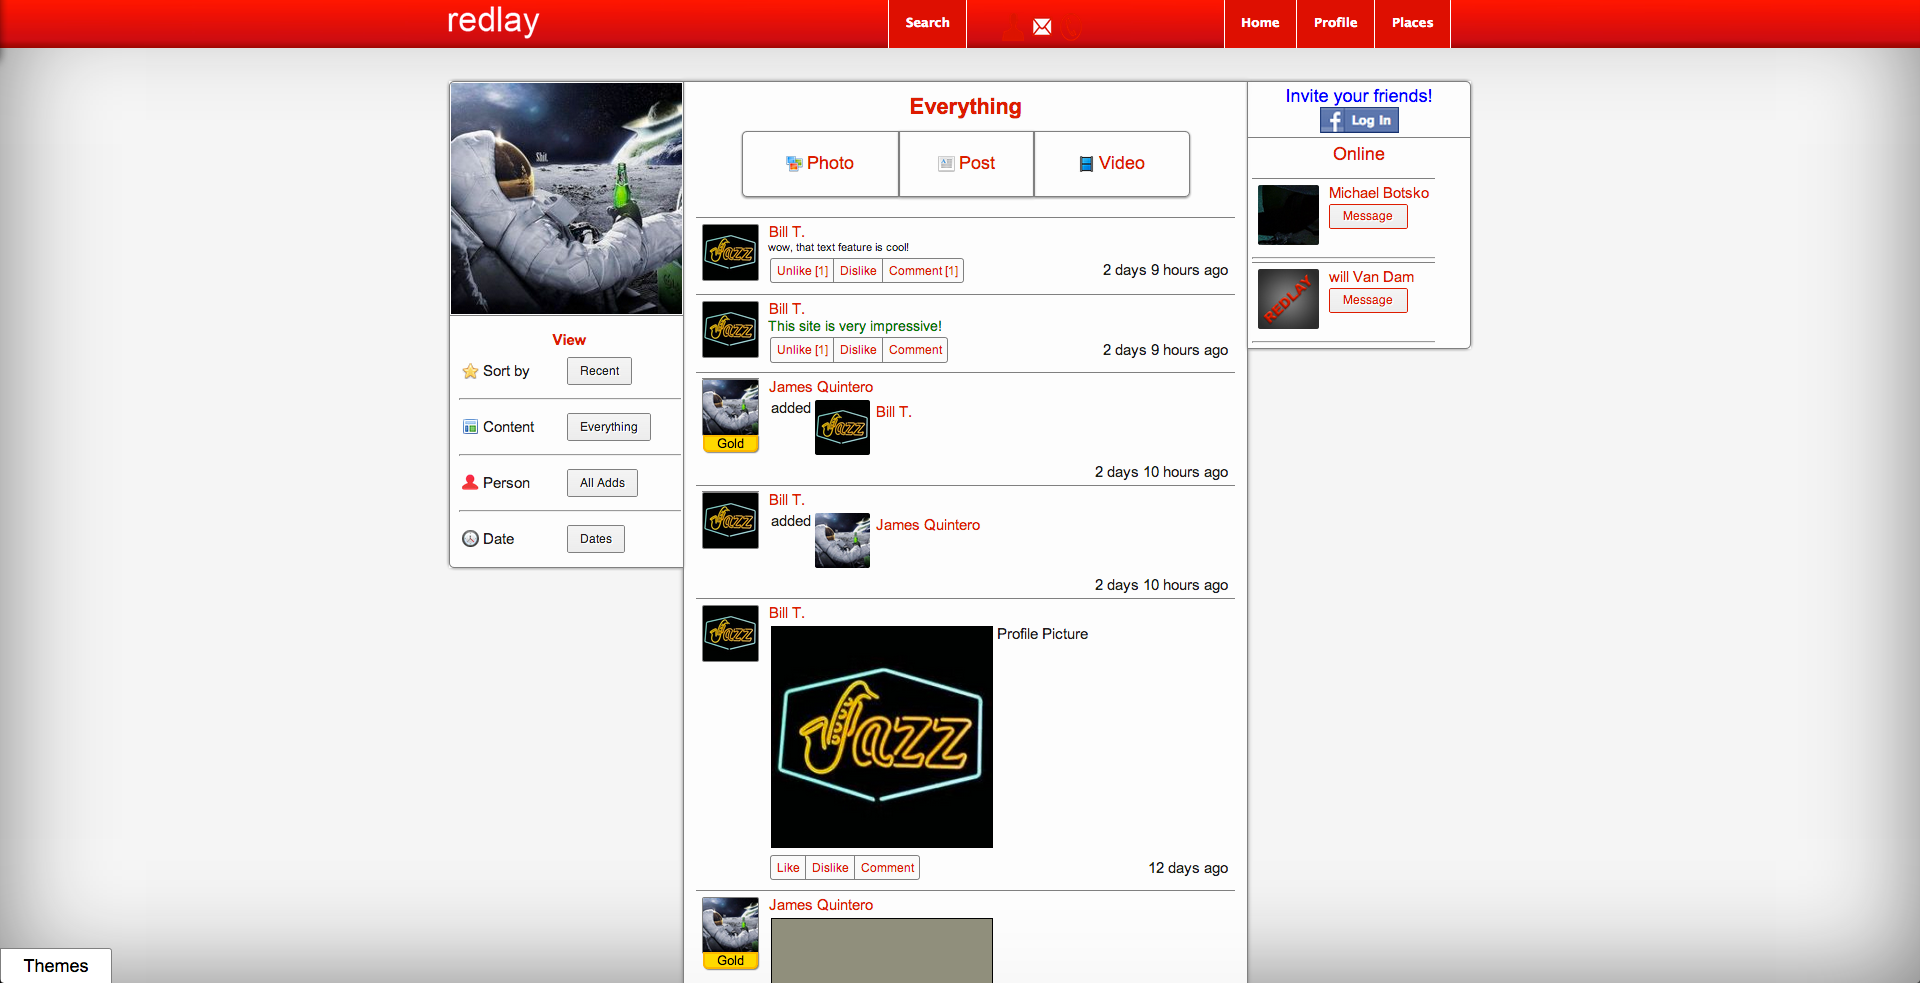 redlay
Search
Home
Profile
Places
Shit.
View
Sort by
Recent
Content
Everything
Person
All Adds
Date
Dates
Everything
Photo
Post
Video
Bill T.
wow, that text feature is cool!
Unlike [1] Dislike Comment [1]
2 days 9 hours ago
Bill T.
This site is very impressive!
Unlike [1] Dislike Comment
2 days 9 hours ago
James Quintero
added Bill T.
Gold
2 days 10 hours ago
Bill T.
added James Quintero
2 days 10 hours ago
Bill T.
Profile Picture
Jazz
Like Dislike Comment
12 days ago
James Quintero
Gold
Invite your friends!
f Log In
Online
Michael Botsko
Message
will Van Dam
REDLAY
Message
Themes